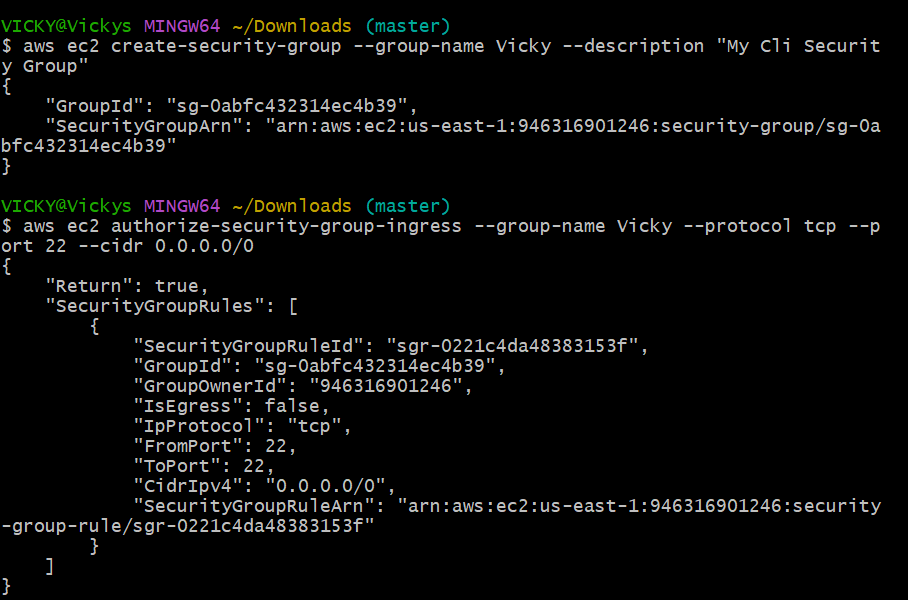 VICKY@Vickys MINGW64 ~/Downloads (master)
$ aws ec2 create-security-group --group-name Vicky --description "My Cli Securit
y Group"
{
    "GroupId": "sg-0abfc432314ec4b39",
    "SecurityGroupArn": "arn:aws:ec2:us-east-1:946316901246:security-group/sg-0a
bfc432314ec4b39"
}
VICKY@Vickys MINGW64 ~/Downloads (master)
$ aws ec2 authorize-security-group-ingress --group-name Vicky --protocol tcp --p
ort 22 --cidr 0.0.0.0/0
{
    "Return": true,
    "SecurityGroupRules": [
        {
            "SecurityGroupRuleId": "sgr-0221c4da48383153f",
            "GroupId": "sg-0abfc432314ec4b39",
            "GroupOwnerId": "946316901246",
            "IsEgress": false,
            "IpProtocol": "tcp",
            "FromPort": 22,
            "ToPort": 22,
            "CidrIpv4": "0.0.0.0/0",
            "SecurityGroupRuleArn": "arn:aws:ec2:us-east-1:946316901246:security
-group-rule/sgr-0221c4da48383153f"
        }
    ]
}